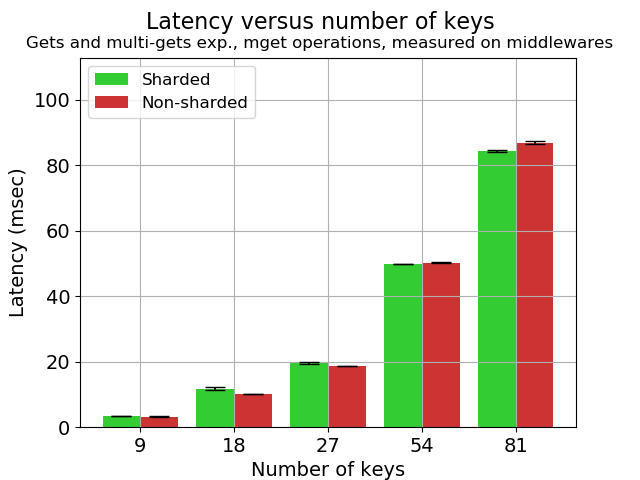 Latency versus number of keys
Gets and multi-gets exp., mget operations, measured on middlewares
Sharded
Non-sharded
Latency (msec)
100
80
60
40
20
0
9 18 27 54 81
Number of keys